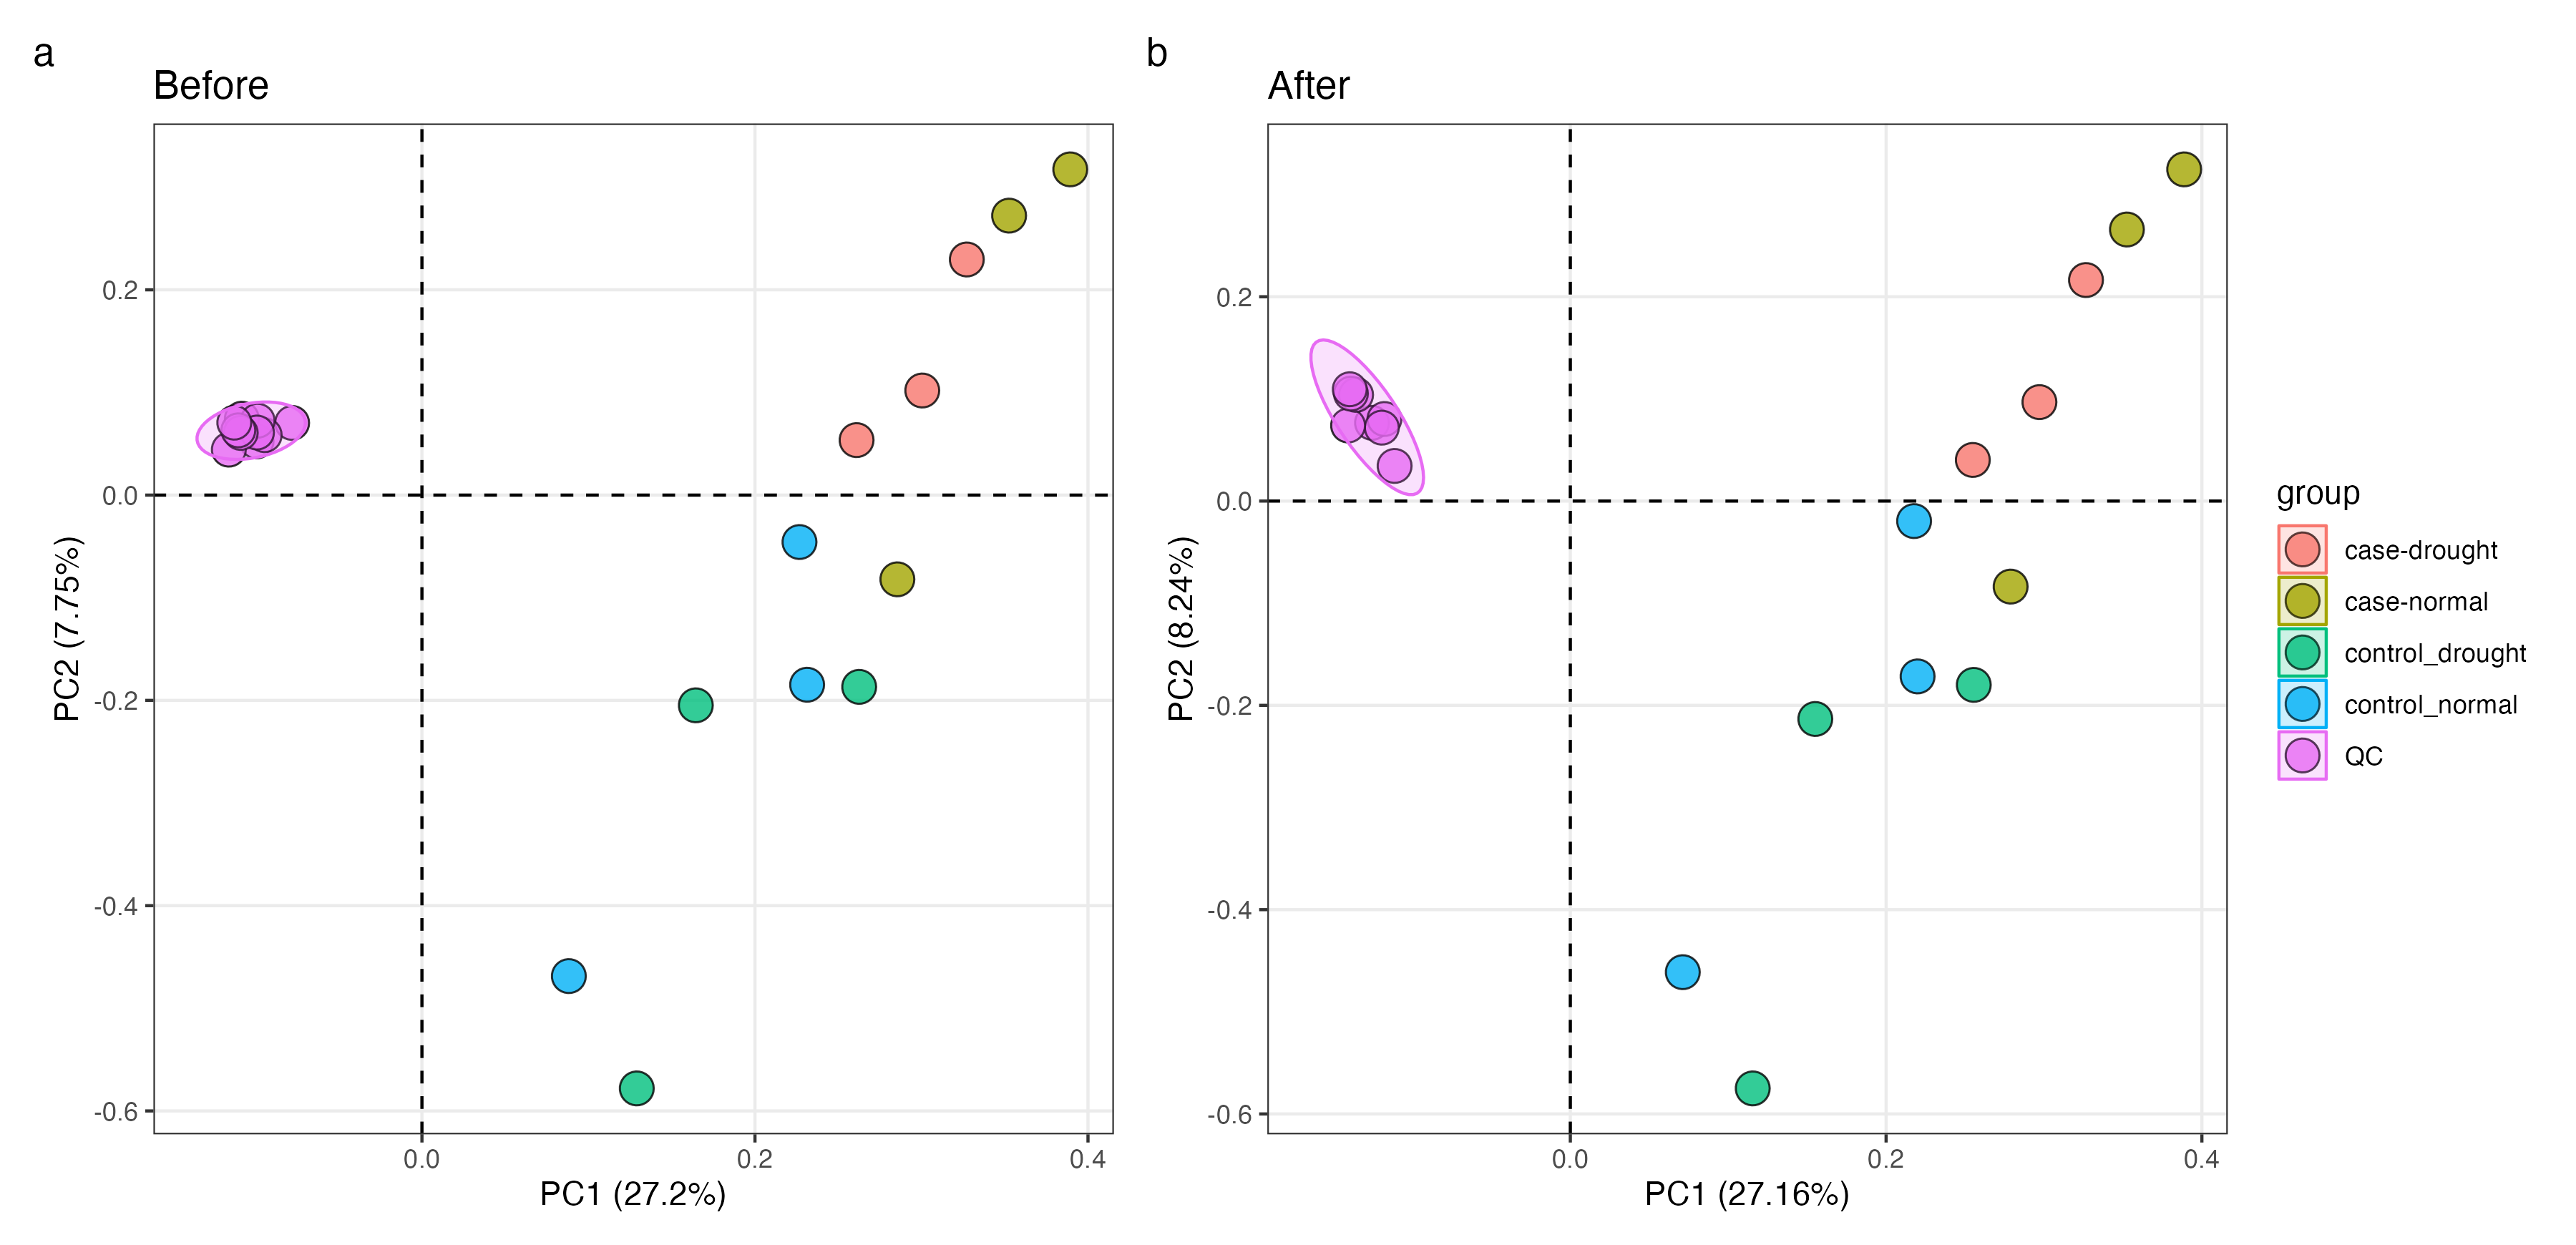 a
Before
0.2
0.0
-0.2
-0.4
-0.6
0.0
0.2
0.4
PC1 (27.2%)
PC2 (7.75%)
b
After
0.2
0.0
-0.2
-0.4
-0.6
0.0
0.2
0.4
PC1 (27.16%)
PC2 (8.24%)
group
case-drought
case-normal
control_drought
control_normal
QC